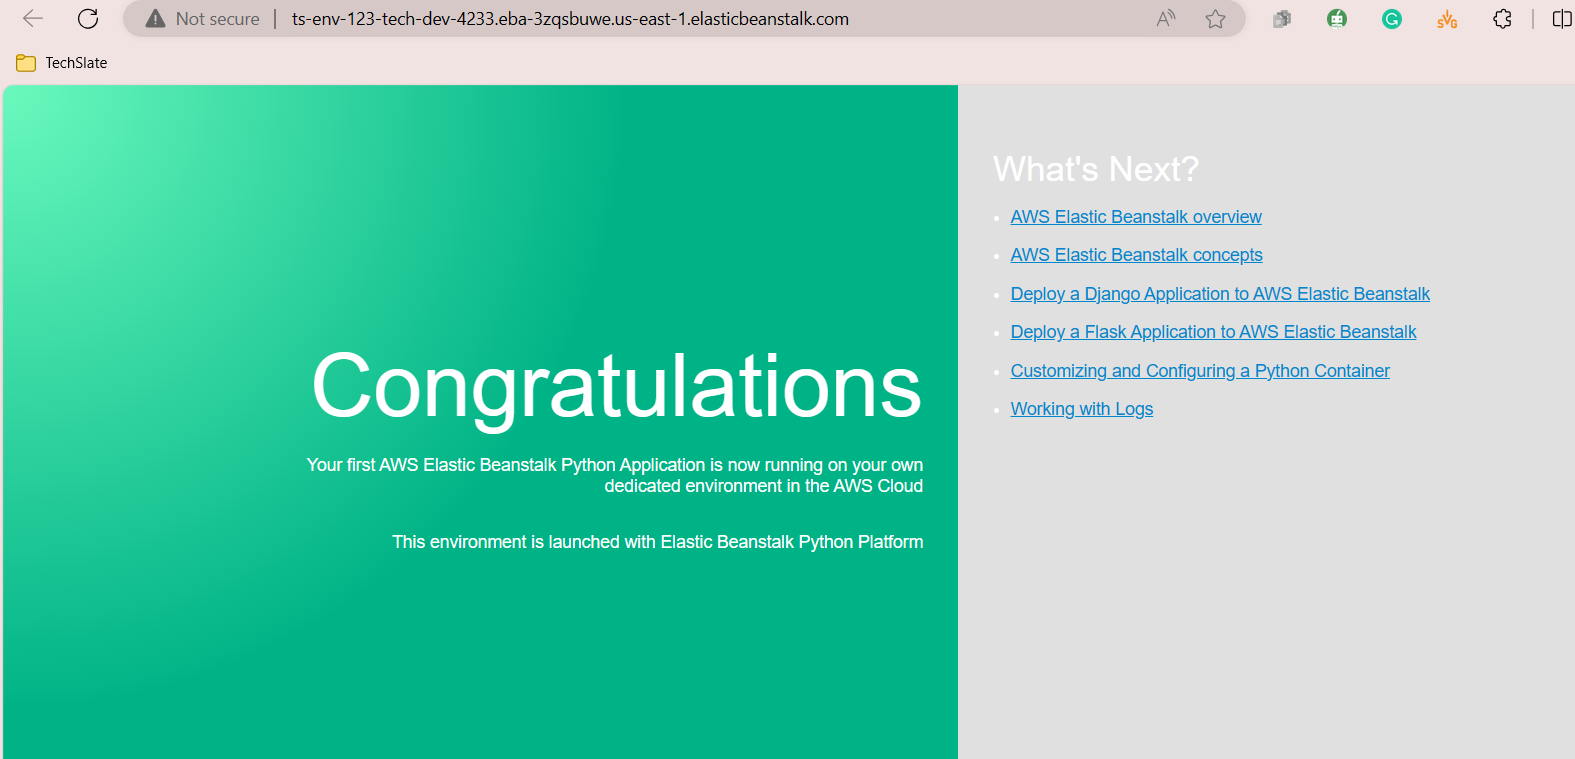 Not secure
ts-env-123-tech-dev-4233.eba-3zqsbuwe.us-east-1.elasticbeanstalk.com
TechSlate
Congratulations
Your first AWS Elastic Beanstalk Python Application is now running on your own
dedicated environment in the AWS Cloud
This environment is launched with Elastic Beanstalk Python Platform
What's Next?
AWS Elastic Beanstalk overview
AWS Elastic Beanstalk concepts
Deploy a Django Application to AWS Elastic Beanstalk
Deploy a Flask Application to AWS Elastic Beanstalk
Customizing and Configuring a Python Container
Working with Logs